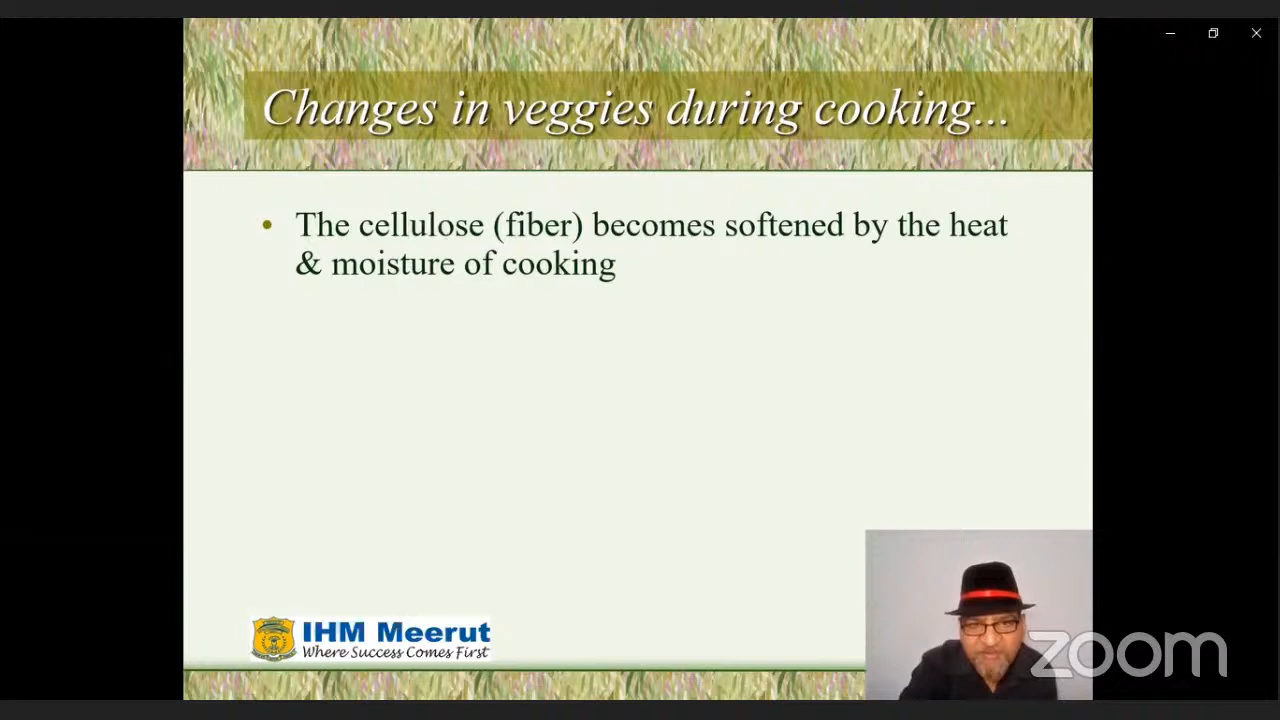 Changes in veggies during cooking...
• The cellulose (fiber) becomes softened by the heat
& moisture of cooking
IHM Meerut
Where Success Comes First
zoom